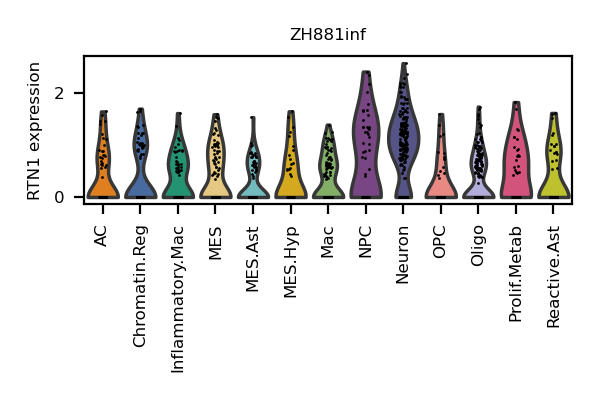 ZH881inf
RTN1 expression
2
0
AC
Chromatin.Reg
Inflammatory.Mac
MES
MES.Ast
MES.Hyp
Mac
NPC
Neuron
OPC
Oligo
Prolif.Metab
Reactive.Ast